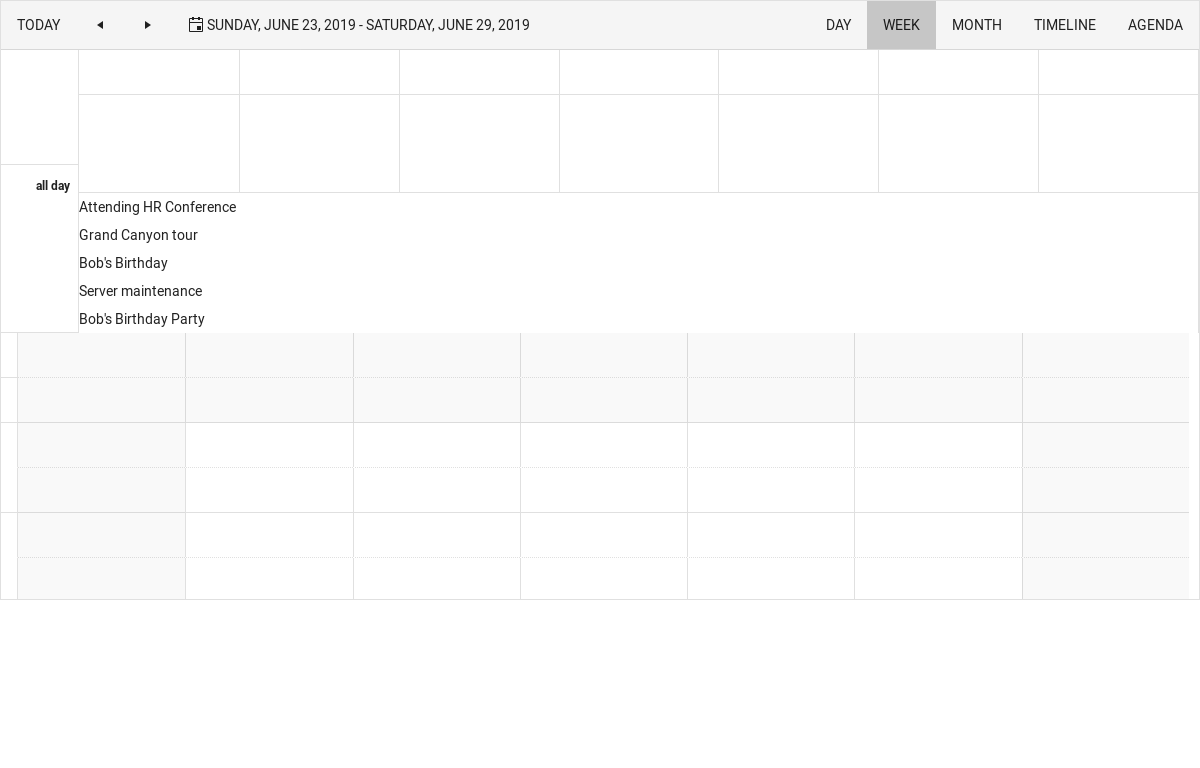 TODAY SUNDAY, JUNE 23, 2019 - SATURDAY, JUNE 29, 2019 DAY WEEK MONTH TIMELINE AGENDA
all day
Attending HR Conference
Grand Canyon tour
Bob's Birthday
Server maintenance
Bob's Birthday Party